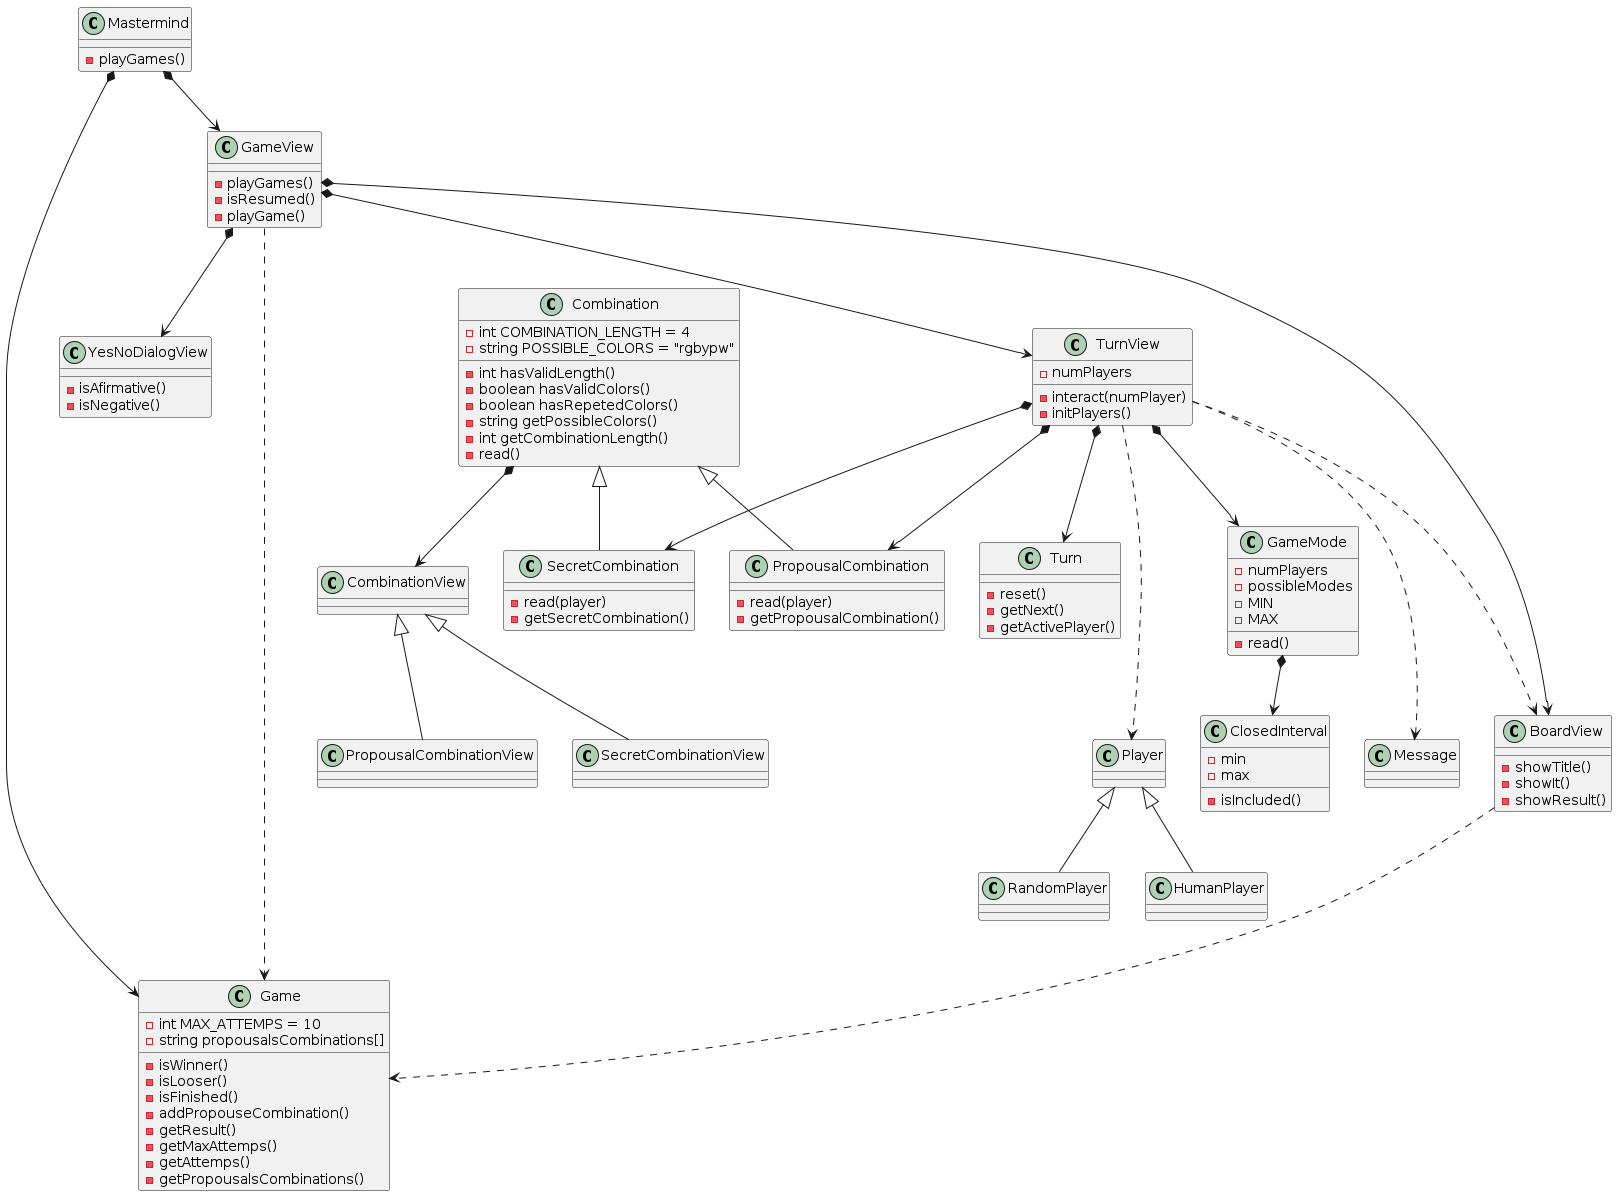 C Mastermind
playGames()
C GameView
playGames()
isResumed()
playGame()
C YesNoDialogView
isAfirmative()
isNegative()
C Combination
int COMBINATION_LENGTH = 4
string POSSIBLE_COLORS = "rgbypw"
int hasValidLength()
boolean hasValidColors()
boolean hasRepetedColors()
string getPossibleColors()
int getCombinationLength()
read()
C TurnView
numPlayers
interact(numPlayer)
initPlayers()
C CombinationView
C SecretCombination
read(player)
getSecretCombination()
C PropousalCombination
read(player)
getPropousalCombination()
C Turn
reset()
getNext()
getActivePlayer()
C GameMode
numPlayers
possibleModes
MIN
MAX
read()
C PropousalCombinationView
C SecretCombinationView
C Player
C ClosedInterval
min
max
isIncluded()
C Message
C BoardView
showTitle()
showIt()
showResult()
C RandomPlayer
C HumanPlayer
C Game
int MAX_ATTEMPS = 10
string propousalsCombinations[]
isWinner()
isLooser()
isFinished()
addPropouseCombination()
getResult()
getMaxAttemps()
getAttemps()
getPropousalsCombinations()